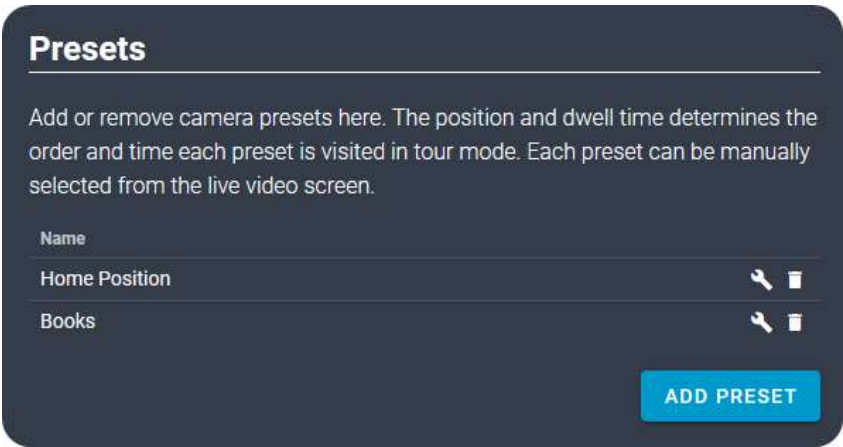 Presets
Add or remove camera presets here. The position and dwell time determines the
order and time each preset is visited in tour mode. Each preset can be manually
selected from the live video screen.
Name
Home Position
Books
ADD PRESET